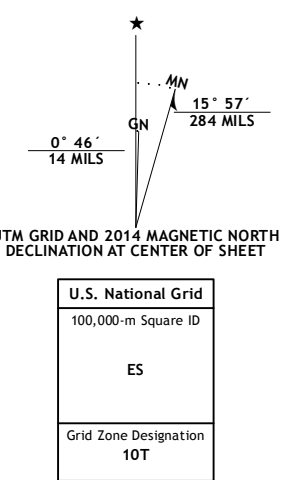 ★
MN
15° 57´
284 MILS
GN
0° 46´
14 MILS
UTM GRID AND 2014 MAGNETIC NORTH
DECLINATION AT CENTER OF SHEET
U.S. National Grid
100,000-m Square ID
ES
Grid Zone Designation
10T